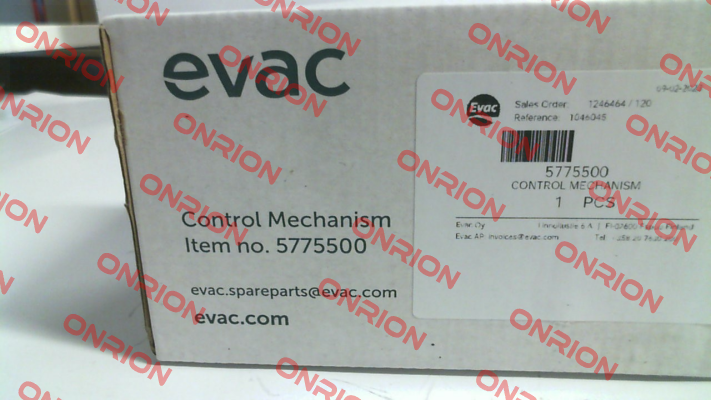 evac
Control Mechanism
Item no. 5775500
evac.spareparts@evac.com
evac.com
Evac
Sales Order: 1246464 / 120
Reference: 1046045
5775500
CONTROL MECHANISM
1 PCS
Evac Oy
Evac AP: invoices@evac.com Tel.
ONRION